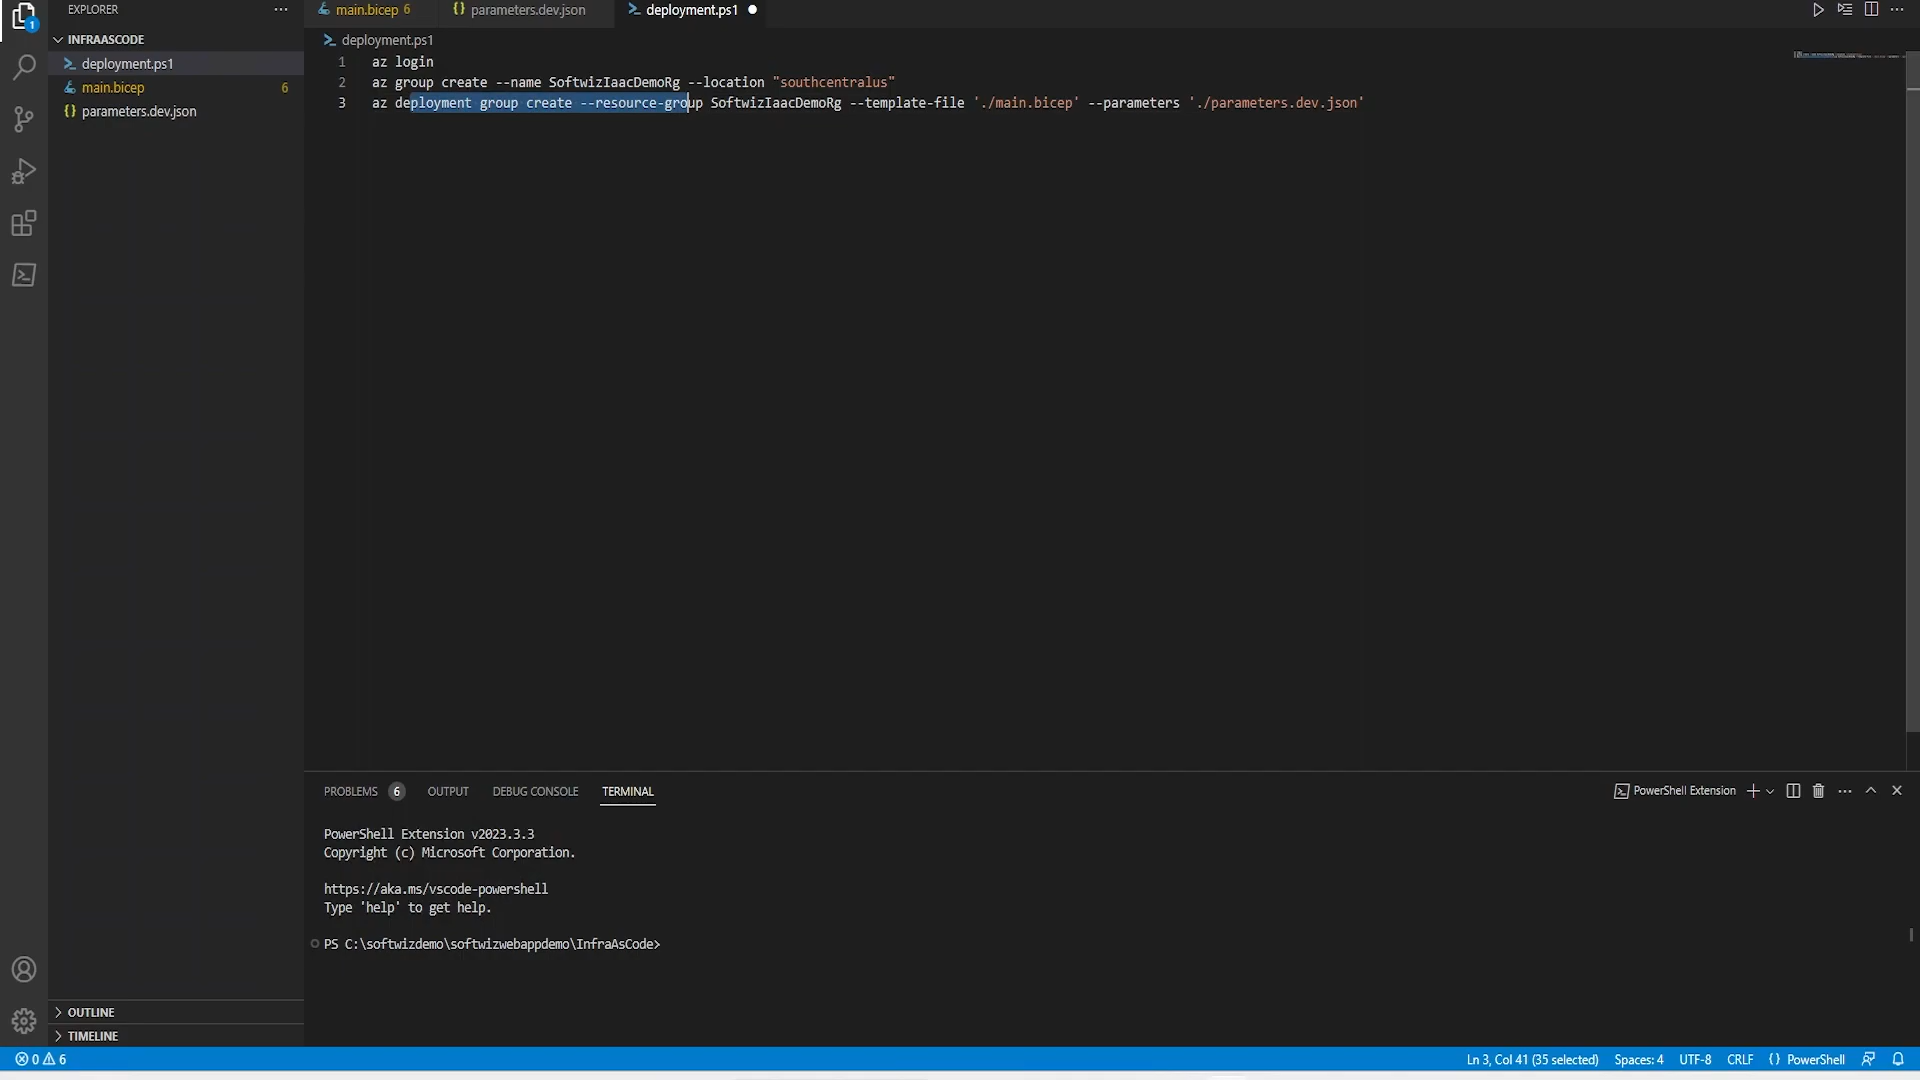 EXPLORER
INFRAASCODE
deployment.ps1
main.bicep 6
parameters.dev.json
OUTLINE
TIMELINE
main.bicep 6 {} parameters.dev.json deployment.ps1
deployment.ps1
1 az login
2 az group create --name SoftwizIaacDemoRg --location "southcentralus"
3 az deployment group create --resource-group SoftwizIaacDemoRg --template-file './main.bicep' --parameters './parameters.dev.json'
PROBLEMS 6 OUTPUT DEBUG CONSOLE TERMINAL PowerShell Extension
PowerShell Extension v2023.3.3
Copyright (c) Microsoft Corporation.
https://aka.ms/vscode-powershell
Type 'help' to get help.
PS C:\softwizdemo\softwizwebappdemo\InfraAsCode>
0 6 Ln 3, Col 41 (35 selected) Spaces: 4 UTF-8 CRLF {} PowerShell
1